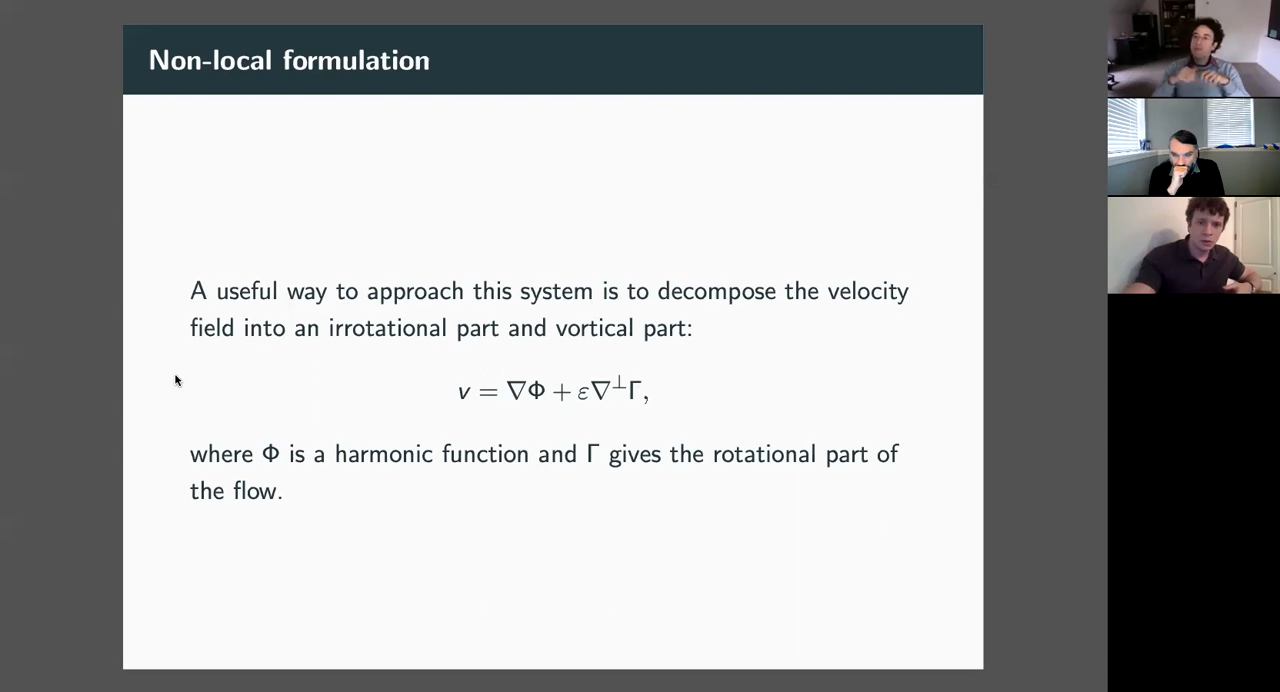 Non-local formulation
A useful way to approach this system is to decompose the velocity
field into an irrotational part and vortical part:
v = ∇Φ + ε∇⊥Γ,
where Φ is a harmonic function and Γ gives the rotational part of
the flow.